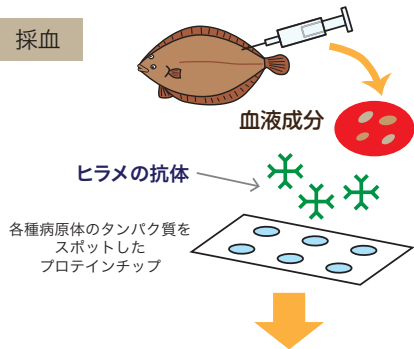 採血
血液成分
ヒラメの抗体
各種病原体のタンパク質を
スポットした
プロテインチップ